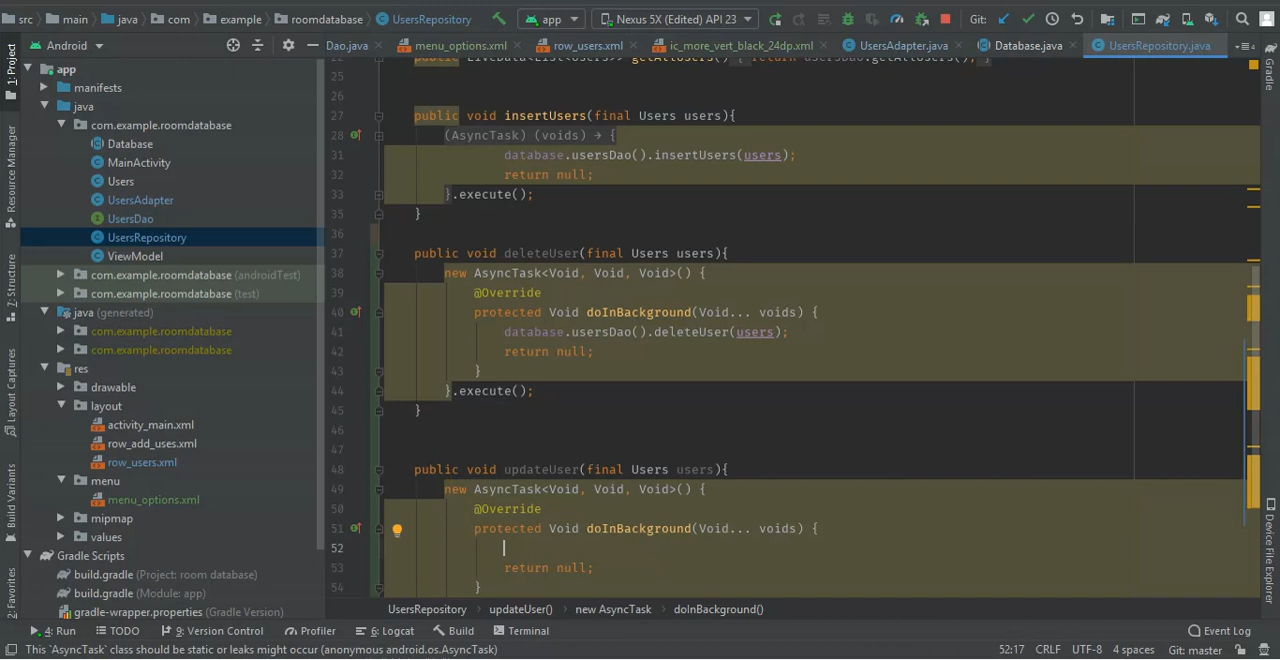 src main java com example roomdatabase UsersRepository app Nexus 5X (Edited) API 23 Git:
Android Dao.java menu_options.xml row_users.xml ic_more_vert_black_24dp.xml UsersAdapter.java Database.java UsersRepository.java
1: Project
Resource Manager
Z: Structure
Layout Captures
Build Variants
2: Favorites
app
manifests
java
com.example.roomdatabase
Database
MainActivity
Users
UsersAdapter
UsersDao
UsersRepository
ViewModel
com.example.roomdatabase (androidTest)
com.example.roomdatabase (test)
java (generated)
com.example.roomdatabase
com.example.roomdatabase
res
drawable
layout
activity_main.xml
row_add_uses.xml
row_users.xml
menu
menu_options.xml
mipmap
values
Gradle Scripts
build.gradle (Project: room database)
build.gradle (Module: app)
gradle-wrapper.properties (Gradle Version)
22 public LiveData<List<Users>> getAllUsers() { return usersDao.getAllUsers(); }
25
26
27 public void insertUsers(final Users users){
28 (AsyncTask) (voids) → {
31 database.usersDao().insertUsers(users);
32 return null;
33 }.execute();
35 }
36
37 public void deleteUser(final Users users){
38 new AsyncTask<Void, Void, Void>() {
39 @Override
40 protected Void doInBackground(Void... voids) {
41 database.usersDao().deleteUser(users);
42 return null;
43 }
44 }.execute();
45 }
46
47
48 public void updateUser(final Users users){
49 new AsyncTask<Void, Void, Void>() {
50 @Override
51 protected Void doInBackground(Void... voids) {
52
53 return null;
54 }
Gradle
Device File Explorer
UsersRepository updateUser() new AsyncTask doInBackground()
4: Run TODO 9: Version Control Profiler 6: Logcat Build Terminal Event Log
This `AsyncTask` class should be static or leaks might occur (anonymous android.os.AsyncTask) 52:17 CRLF UTF-8 4 spaces Git: master